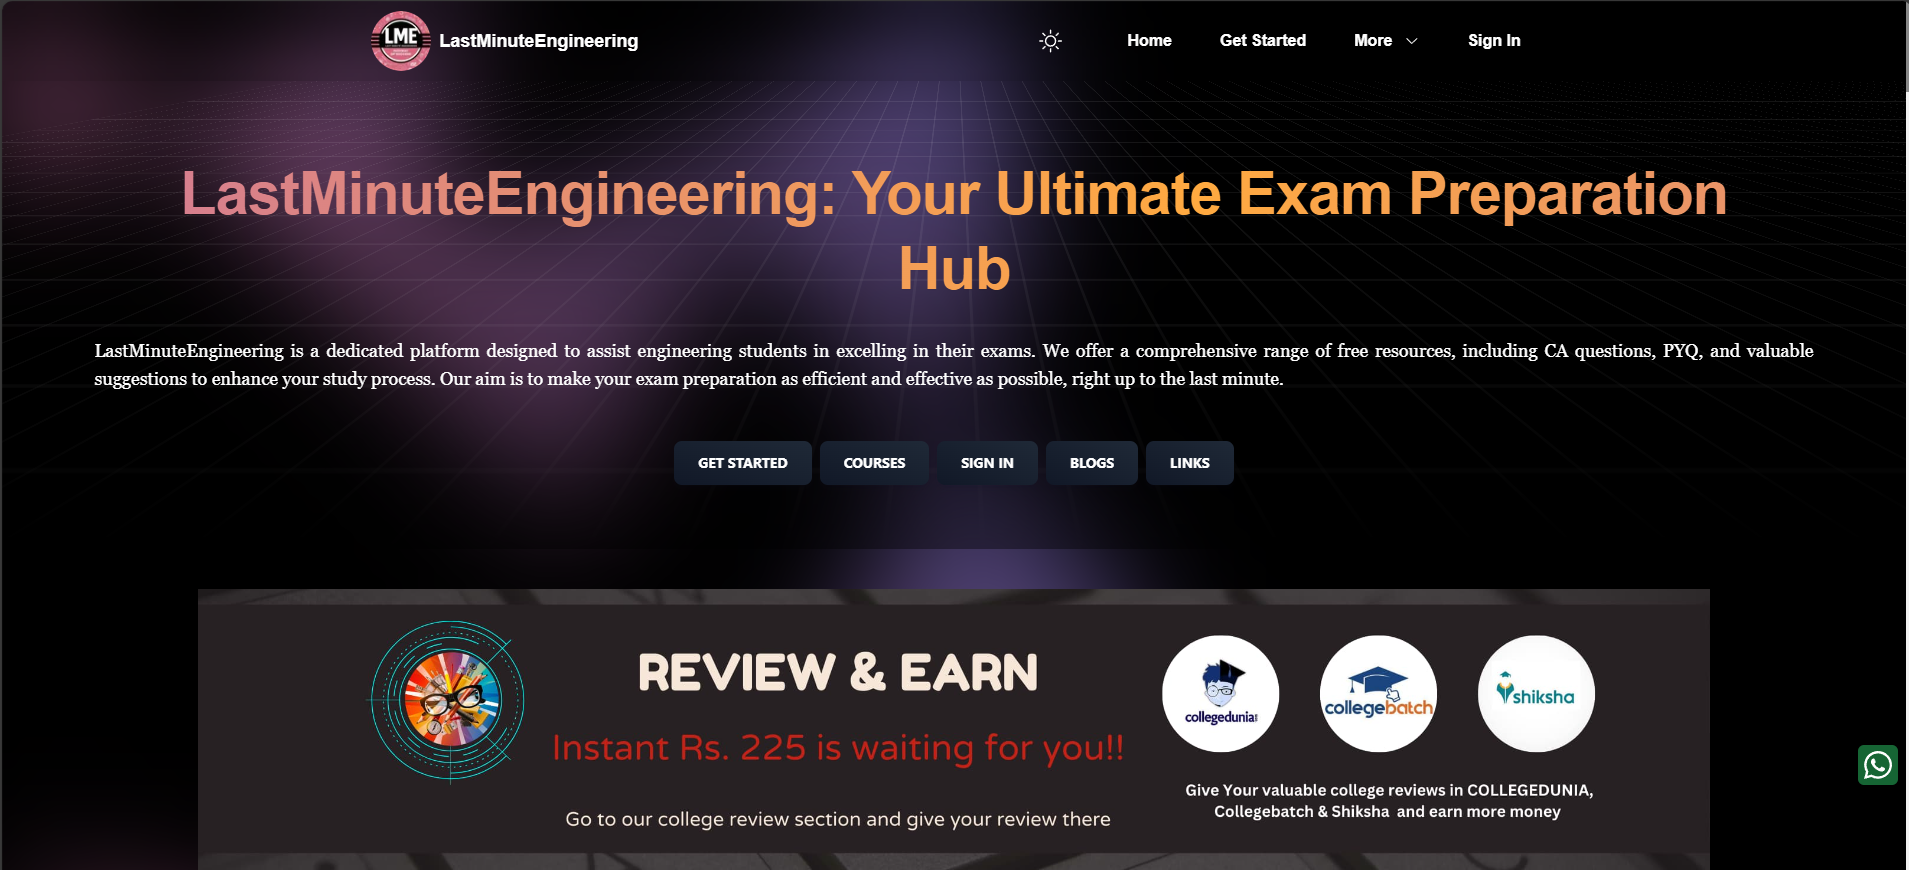 LME
LastMinuteEngineering
Home
Get Started
More
Sign In
LastMinuteEngineering: Your Ultimate Exam Preparation
Hub
LastMinuteEngineering is a dedicated platform designed to assist engineering students in excelling in their exams. We offer a comprehensive range of free resources, including CA questions, PYQ, and valuable
suggestions to enhance your study process. Our aim is to make your exam preparation as efficient and effective as possible, right up to the last minute.
GET STARTED
COURSES
SIGN IN
BLOGS
LINKS
REVIEW & EARN
Instant Rs. 225 is waiting for you!!
Go to our college review section and give your review there
collegedunia
collegebatch
shiksha
Give Your valuable college reviews in COLLEGEDUNIA,
Collegebatch & Shiksha and earn more money